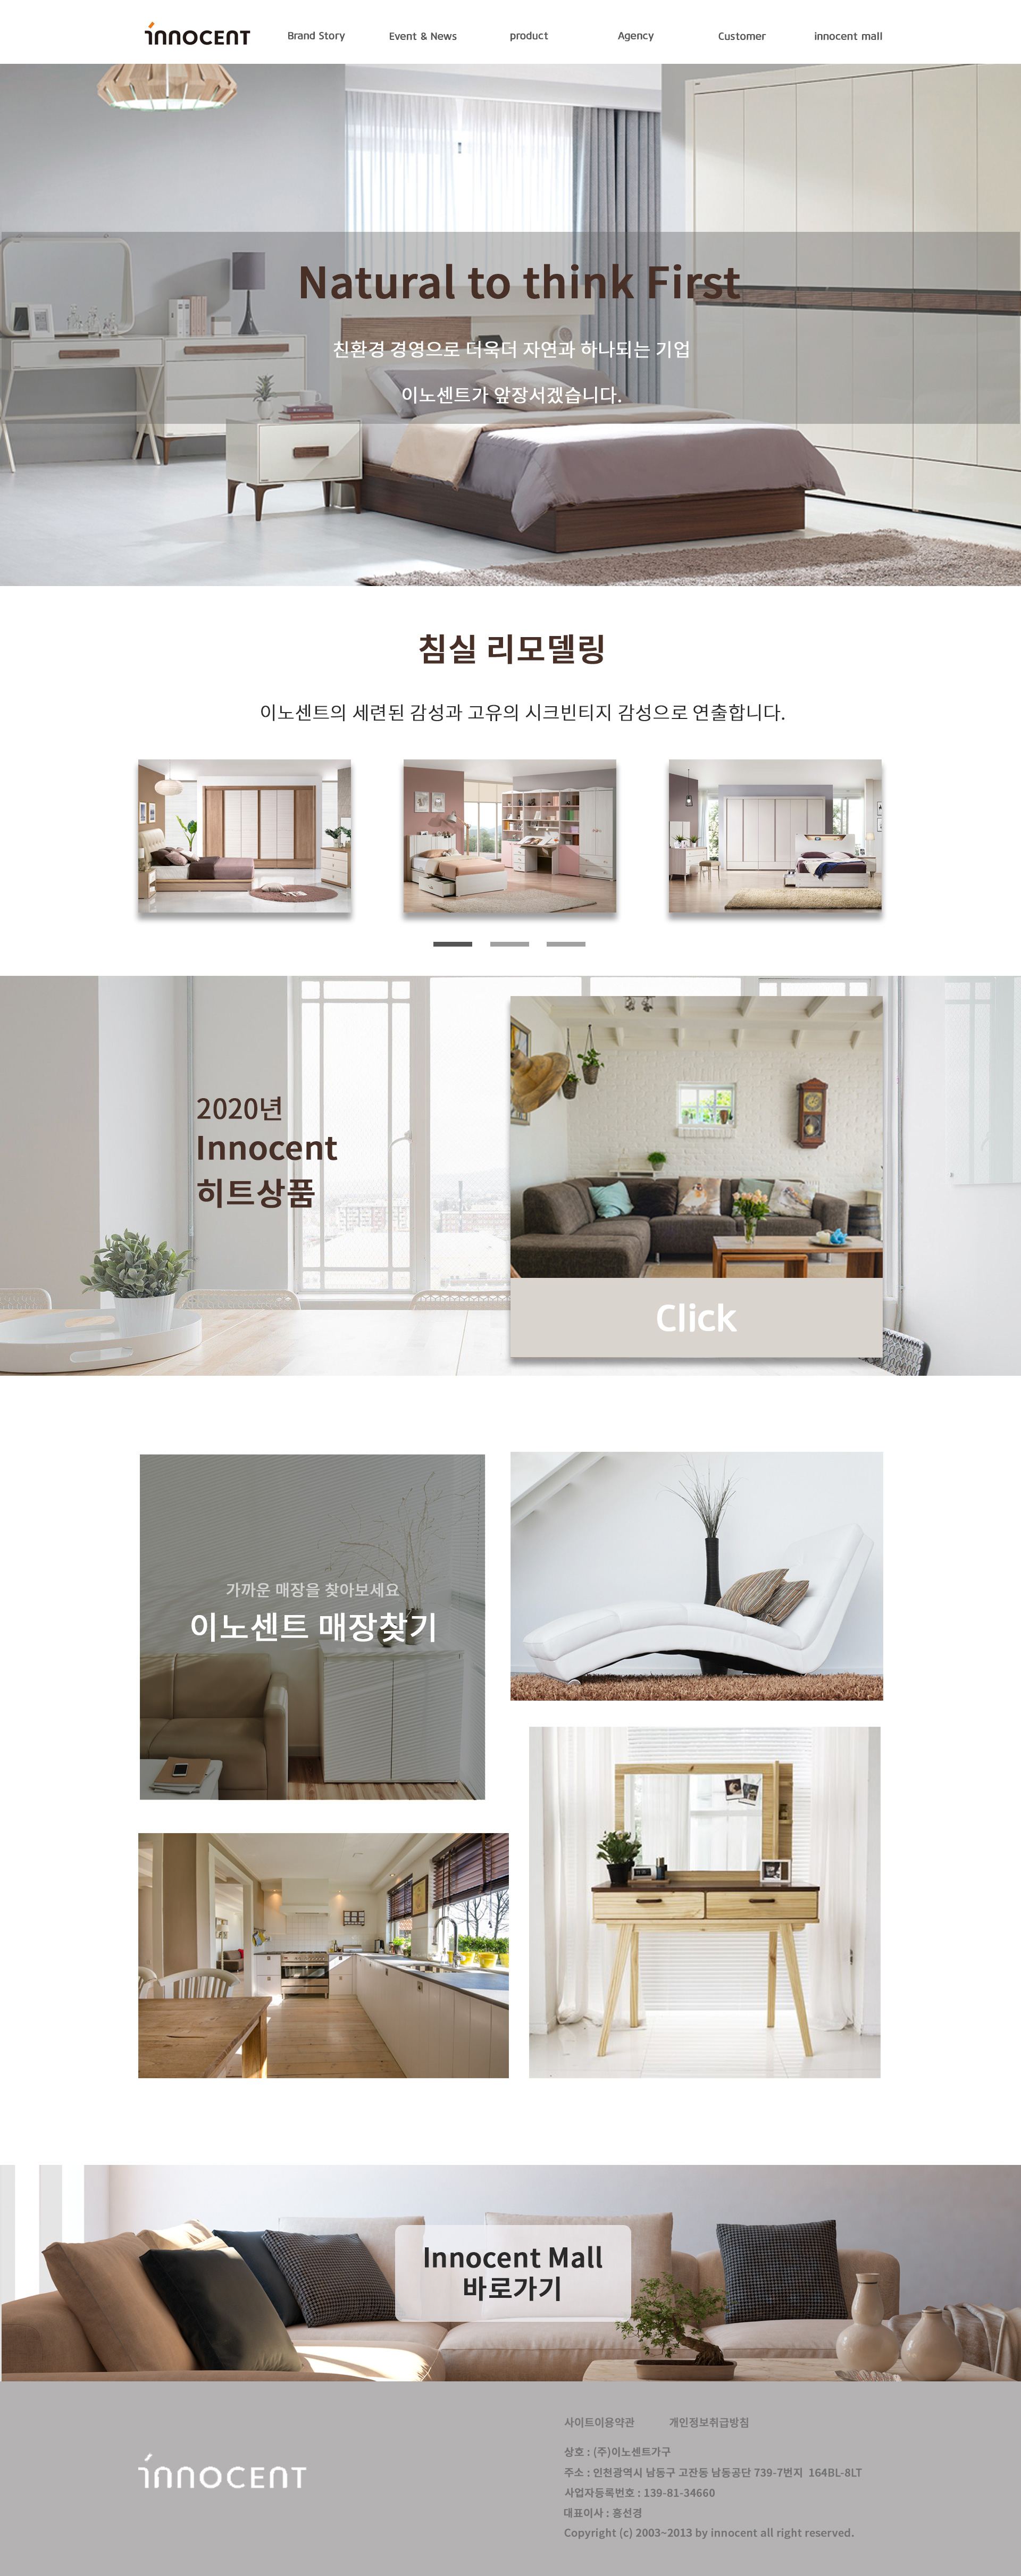 innocent
Brand Story
Event & News
product
Agency
Customer
innocent mall
Natural to think First
친환경 경영으로 더욱더 자연과 하나되는 기업
이노센트가 앞장서겠습니다.
침실 리모델링
이노센트의 세련된 감성과 고유의 시크빈티지 감성으로 연출합니다.
2020년
Innocent
히트상품
Click
가까운 매장을 찾아보세요
이노센트 매장찾기
Innocent Mall
바로가기
innocent
사이트이용약관 개인정보취급방침
상호 : (주)이노센트가구
주소 : 인천광역시 남동구 고잔동 남동공단 739-7번지 164BL-8LT
사업자등록번호 : 139-81-34660
대표이사 : 홍선경
Copyright (c) 2003~2013 by innocent all right reserved.